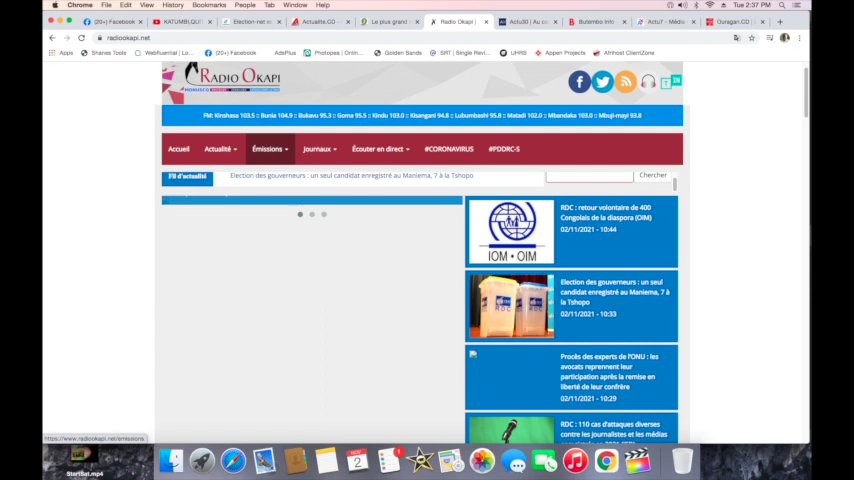 Chrome File Edit View History Bookmarks People Tab Window Help Tue 2:37 PM
(20+) Facebook
KATUMBI,QUI
Election-net
Actualite.CD
Le plus grand
Radio Okapi
Actu30 | Au c
Butembo info
Actu7 - Média
Ouragan.CD |
radiookapi.net
Apps Shanes Tools Webfluential | Lo... (20+) Facebook AdsPlus Photopea | Onlin... Golden Sands SRT | Single Revi... UHRS Appen Projects Afrihost ClientZone
RADIO OKAPI
FM: Kinshasa 103.5 :: Bunia 104.9 :: Bukavu 95.3 :: Goma 95.5 :: Kindu 103.0 :: Kisangani 94.8 :: Lubumbashi 95.8 :: Matadi 102.0 :: Mbandaka 103.0 :: Mbuji-mayi 93.8
Accueil Actualité Émissions Journaux Écouter en direct #CORONAVIRUS #PDDRC-S
Fil d'actualité Election des gouverneurs : un seul candidat enregistré au Maniema, 7 à la Tshopo Chercher
IOM • OIM
RDC : retour volontaire de 400
Congolais de la diaspora (OIM)
02/11/2021 - 10:44
Election des gouverneurs : un seul
candidat enregistré au Maniema, 7 à
la Tshopo
02/11/2021 - 10:33
Procès des experts de l'ONU : les
avocats reprennent leur
participation après la remise en
liberté de leur confrère
02/11/2021 - 10:29
RDC : 110 cas d'attaques diverses
contre les journalistes et les médias
https://www.radiookapi.net/emissions
NOV
2
1
StartSat.mp4